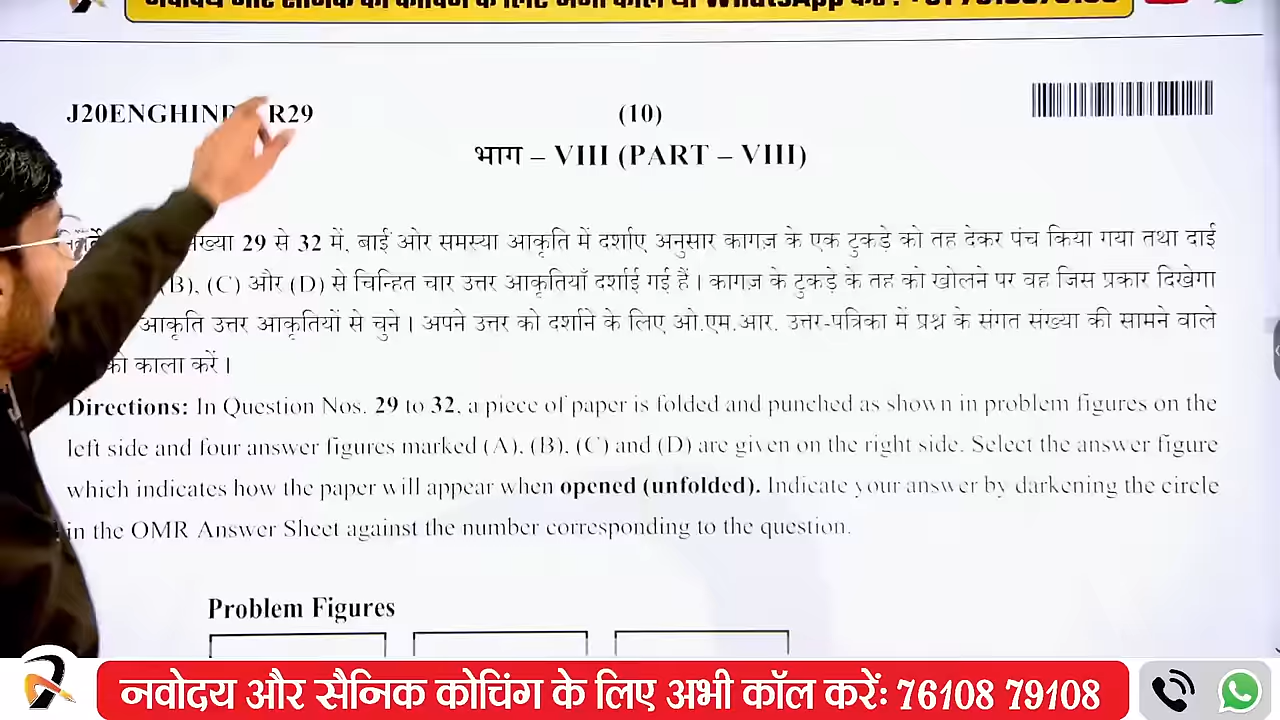 J20ENGHIND R29 (10)
भाग – VIII (PART – VIII)
ख्या 29 से 32 में, बाईं ओर समस्या आकृति में दर्शाए अनुसार कागज़ के एक टुकड़े को तह देकर पंच किया गया तथा दाईं
(B), (C) और (D) से चिन्हित चार उत्तर आकृतियाँ दर्शाई गई हैं । कागज़ के टुकड़े के तह को खोलने पर वह जिस प्रकार दिखेगा
आकृति उत्तर आकृतियों से चुनें । अपने उत्तर को दर्शाने के लिए ओ.एम.आर. उत्तर-पत्रिका में प्रश्न के संगत संख्या की सामने वाले
को काला करें ।
Directions: In Question Nos. 29 to 32, a piece of paper is folded and punched as shown in problem figures on the
left side and four answer figures marked (A), (B), (C) and (D) are given on the right side. Select the answer figure
which indicates how the paper will appear when opened (unfolded). Indicate your answer by darkening the circle
in the OMR Answer Sheet against the number corresponding to the question.
Problem Figures
नवोदय और सैनिक कोचिंग के लिए अभी कॉल करें: 76108 79108